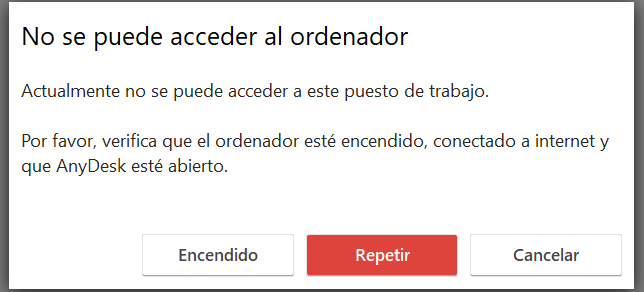 No se puede acceder al ordenador
Actualmente no se puede acceder a este puesto de trabajo.
Por favor, verifica que el ordenador esté encendido, conectado a internet y
que AnyDesk esté abierto.
Encendido
Repetir
Cancelar